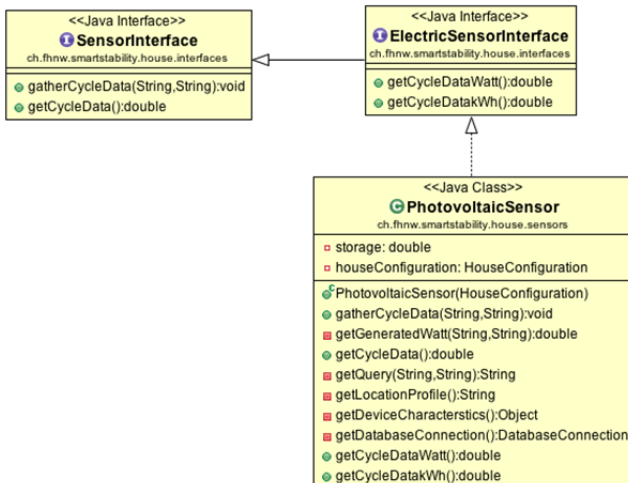 <<Java Interface>>
SensorInterface
ch.fhnw.smartstability.house.interfaces
gatherCycleData(String,String):void
getCycleData():double
<<Java Interface>>
ElectricSensorInterface
ch.fhnw.smartstability.house.interfaces
getCycleDataWatt():double
getCycleDatakWh():double
<<Java Class>>
PhotovoltaicSensor
ch.fhnw.smartstability.house.sensors
storage: double
houseConfiguration: HouseConfiguration
PhotovoltaicSensor(HouseConfiguration)
gatherCycleData(String,String):void
getGeneratedWatt(String,String):double
getCycleData():double
getQuery(String,String):String
getLocationProfile():String
getDeviceCharacterstics():Object
getDatabaseConnection():DatabaseConnection
getCycleDataWatt():double
getCycleDatakWh():double